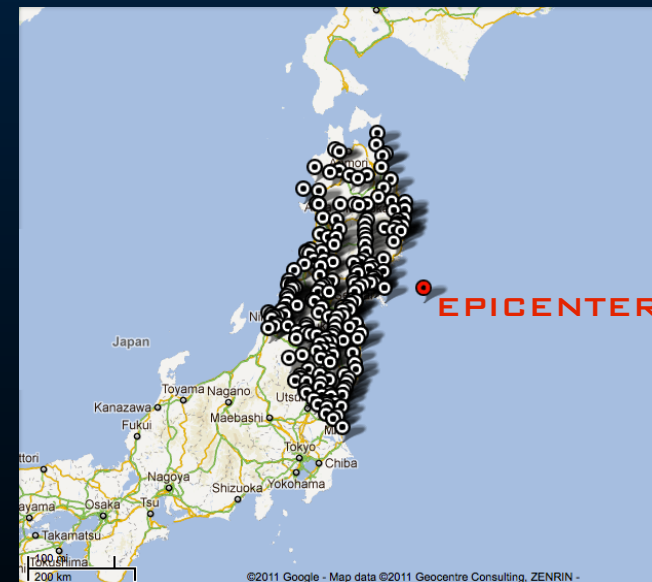 EPICENTER
Japan
Toyama
Nagano
Kanazawa
Maebashi
Fukui
Tokyo
Chiba
Yokohama
Nagoya
Shizuoka
Tsu
Osaka
Takamatsu
Tokushima
100 mi
200 km
©2011 Google - Map data ©2011 Geocentre Consulting, ZENRIN -